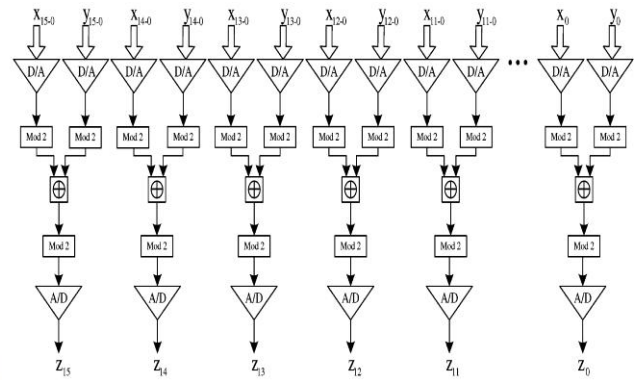 x15-0 y15-0 x14-0 y14-0 x13-0 y13-0 x12-0 y12-0 x11-0 y11-0 x0 y0
D/A D/A D/A D/A D/A D/A D/A D/A D/A D/A ••• D/A D/A
Mod 2 Mod 2 Mod 2 Mod 2 Mod 2 Mod 2 Mod 2 Mod 2 Mod 2 Mod 2 Mod 2 Mod 2
⊕ ⊕ ⊕ ⊕ ⊕ ⊕
Mod 2 Mod 2 Mod 2 Mod 2 Mod 2 Mod 2
A/D A/D A/D A/D A/D A/D
z15 z14 z13 z12 z11 z0